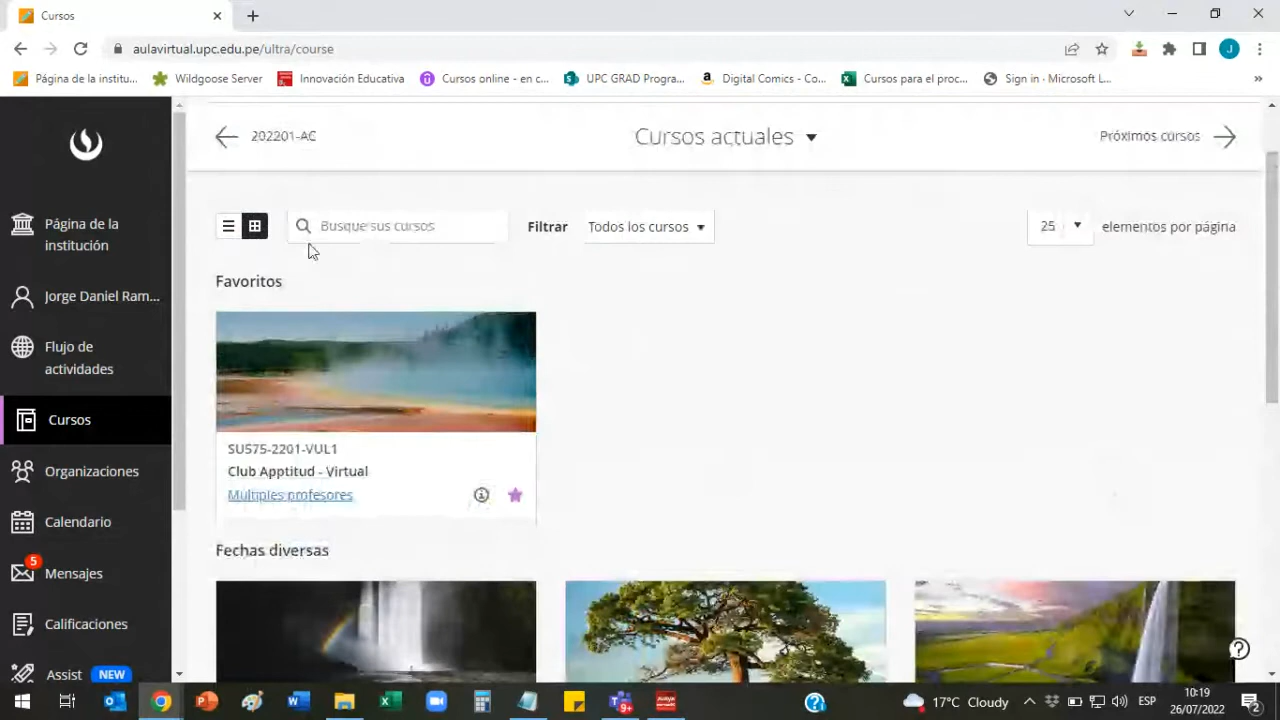 Cursos
aulavirtual.upc.edu.pe/ultra/course
J
Página de la institu...
Wildgoose Server
Innovación Educativa
Cursos online - en c...
UPC GRAD Progra...
Digital Comics - Co...
Cursos para el proc...
Sign in - Microsoft L...
»
202201-AC
Cursos actuales
Próximos cursos
Página de la
institución
Busque sus cursos
Filtrar
Todos los cursos
25
elementos por página
Favoritos
Jorge Daniel Ram...
Flujo de
actividades
Cursos
SU575-2201-VUL1
Club Apptitud - Virtual
Múltiples profesores
Organizaciones
Calendario
Fechas diversas
5
Mensajes
Calificaciones
Assist NEW
17°C Cloudy
ESP
10:19
26/07/2022
9+
2